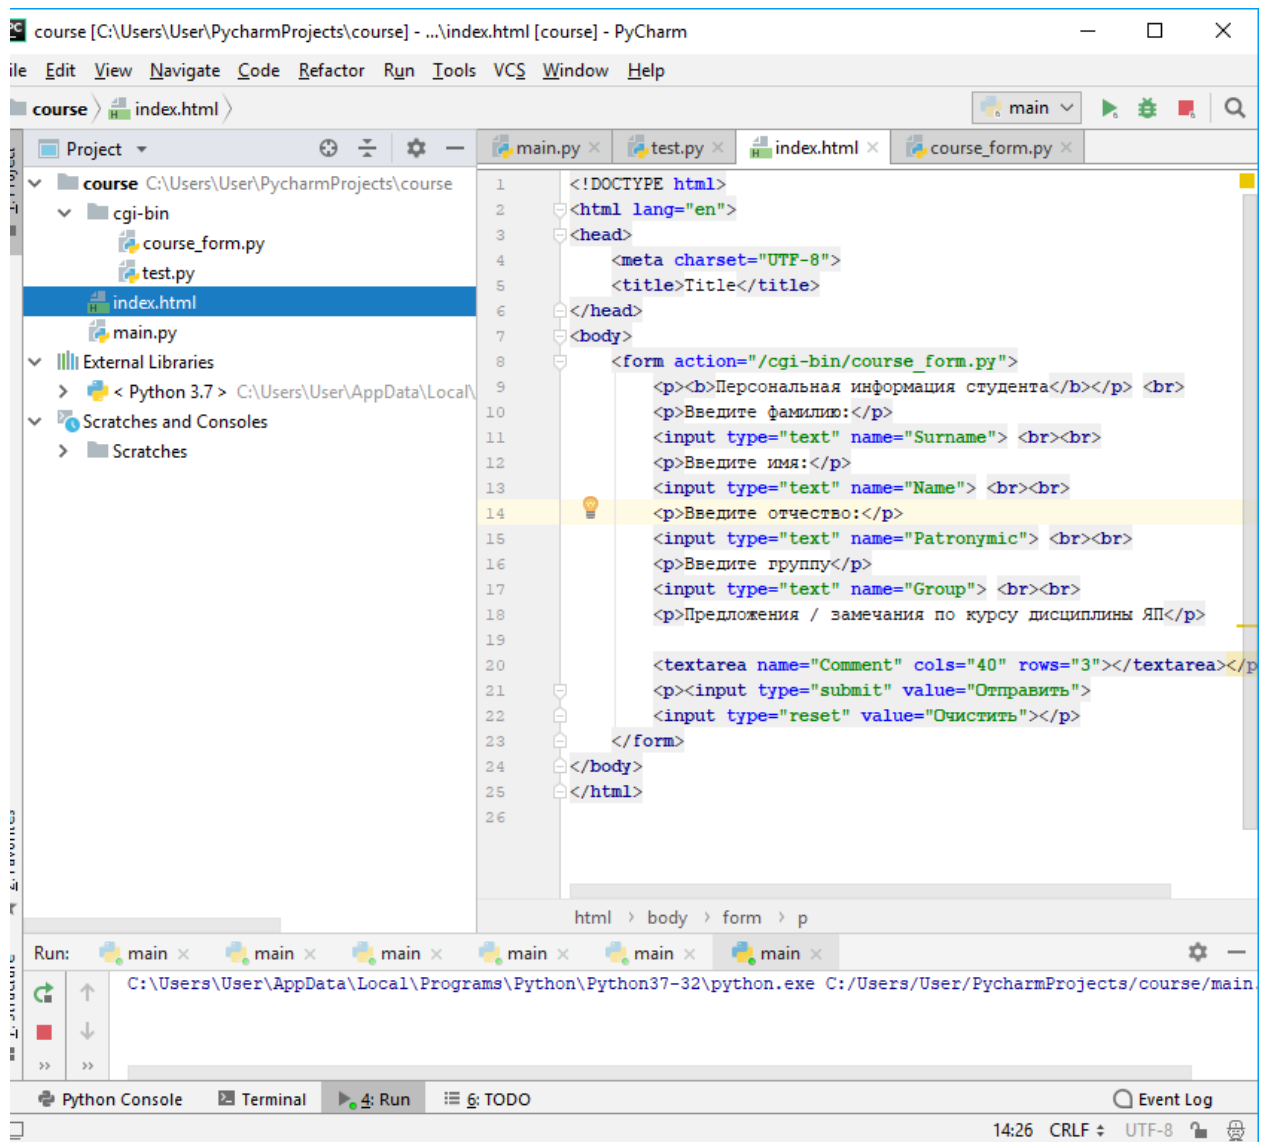 course [C:\Users\User\PycharmProjects\course] - ...\index.html [course] - PyCharm
Edit View Navigate Code Refactor Run Tools VCS Window Help
course index.html main
Project
main.py test.py index.html course_form.py
course C:\Users\User\PycharmProjects\course
cgi-bin
course_form.py
test.py
index.html
main.py
External Libraries
< Python 3.7 > C:\Users\User\AppData\Local\
Scratches and Consoles
Scratches
1 <!DOCTYPE html>
2 <html lang="en">
3 <head>
4 <meta charset="UTF-8">
5 <title>Title</title>
6 </head>
7 <body>
8 <form action="/cgi-bin/course_form.py">
9 <p><b>Персональная информация студента</b></p> <br>
10 <p>Введите фамилию:</p>
11 <input type="text" name="Surname"> <br><br>
12 <p>Введите имя:</p>
13 <input type="text" name="Name"> <br><br>
14 <p>Введите отчество:</p>
15 <input type="text" name="Patronymic"> <br><br>
16 <p>Введите группу</p>
17 <input type="text" name="Group"> <br><br>
18 <p>Предложения / замечания по курсу дисциплины ЯП</p>
19
20 <textarea name="Comment" cols="40" rows="3"></textarea></p
21 <p><input type="submit" value="Отправить">
22 <input type="reset" value="Очистить"></p>
23 </form>
24 </body>
25 </html>
26
html > body > form > p
Run: main main main main main main
C:\Users\User\AppData\Local\Programs\Python\Python37-32\python.exe C:/Users/User/PycharmProjects/course/main.
Python Console Terminal 4: Run 6: TODO Event Log
14:26 CRLF UTF-8